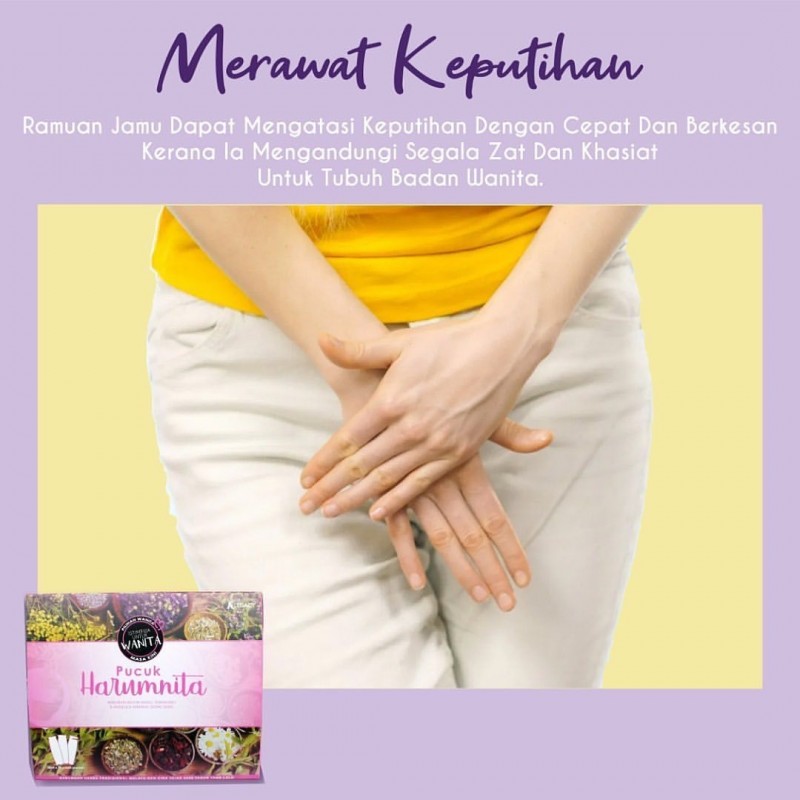 Merawat Keputihan
Ramuan Jamu Dapat Mengatasi Keputihan Dengan Cepat Dan Berkesan
Kerana Ia Mengandungi Segala Zat Dan Khasiat
Untuk Tubuh Badan Wanita.
WANITA
Pucuk
Harumnita